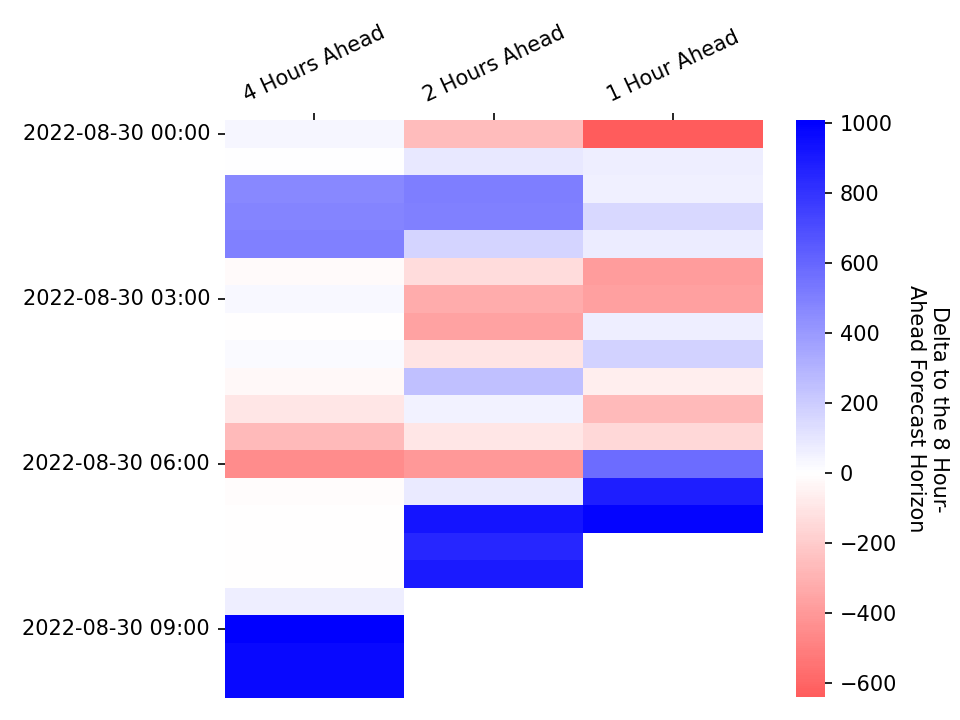 4 Hours Ahead
2 Hours Ahead
1 Hour Ahead
2022-08-30 00:00
2022-08-30 03:00
2022-08-30 06:00
2022-08-30 09:00
1000
800
600
400
200
0
−200
−400
−600
Delta to the 8 Hour-
Ahead Forecast Horizon